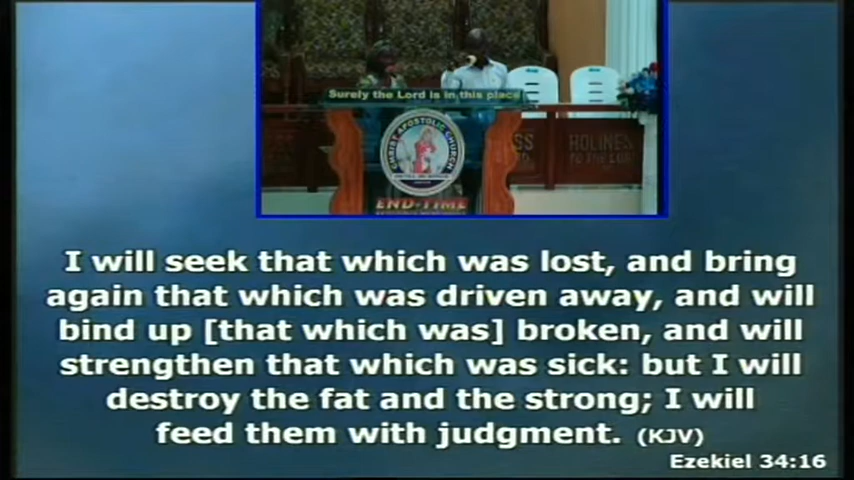 Surely the Lord is in this place
CHRIST APOSTOLIC CHURCH
END-TIME
HOLINESS
TO THE LORD
I will seek that which was lost, and bring
again that which was driven away, and will
bind up [that which was] broken, and will
strengthen that which was sick: but I will
destroy the fat and the strong; I will
feed them with judgment. (KJV)
Ezekiel 34:16